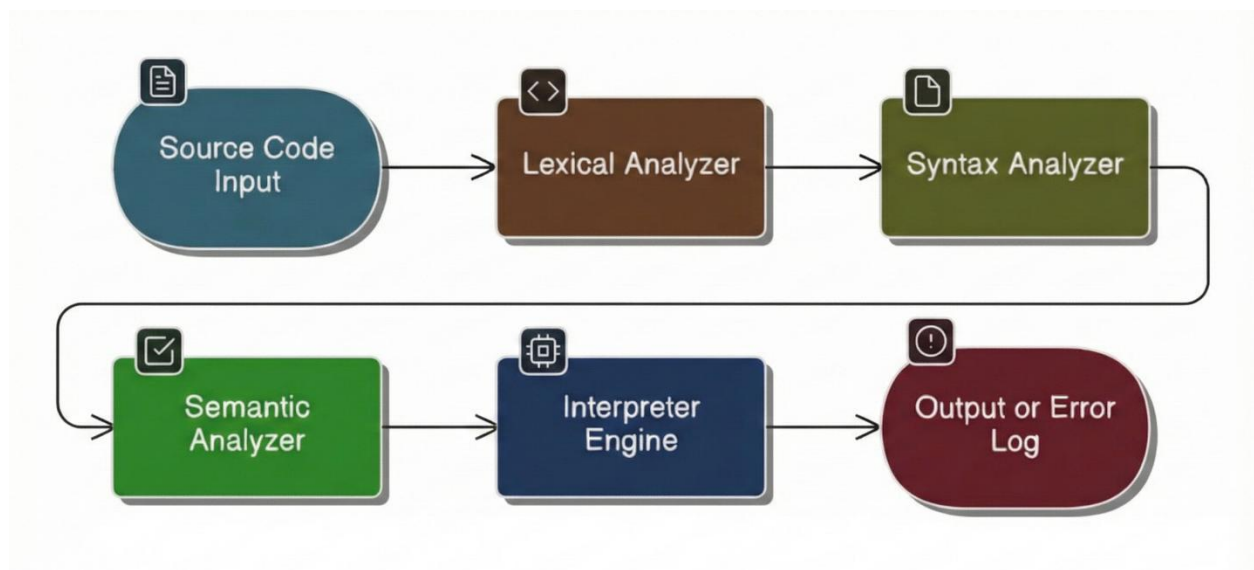 Source Code
Input
Lexical Analyzer
Syntax Analyzer
Semantic
Analyzer
Interpreter
Engine
Output or Error
Log